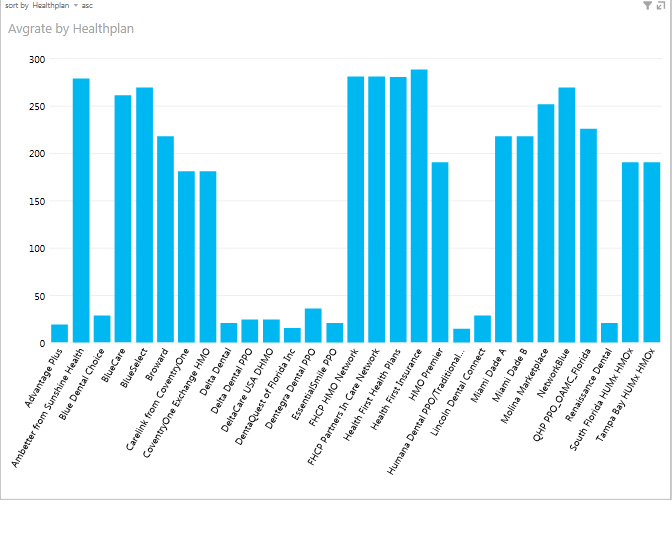 sort by Healthplan asc
Avgrate by Healthplan
300
250
200
150
100
50
0
Advantage Plus
Ambetter from Sunshine Health
Blue Dental Choice
BlueCare
BlueSelect
Broward
Carelink from CoventryOne
CoventryOne Exchange HMO
Delta Dental
Delta Dental PPO
DeltaCare USA DHMO
DentaQuest of Florida Inc
Dentegra Dental PPO
EssentialSmile PPO
FHCP HMO Network
FHCP Partners In Care Network
Health First Health Plans
Health First Insurance
HMO Premier
Humana Dental PPO/Traditional...
Lincoln Dental Connect
Miami Dade A
Miami Dade B
Molina Marketplace
NetworkBlue
QHP PPO_OAMC_Florida
Renaissance Dental
South Florida HUMx HMOx
Tampa Bay HUMx HMOx